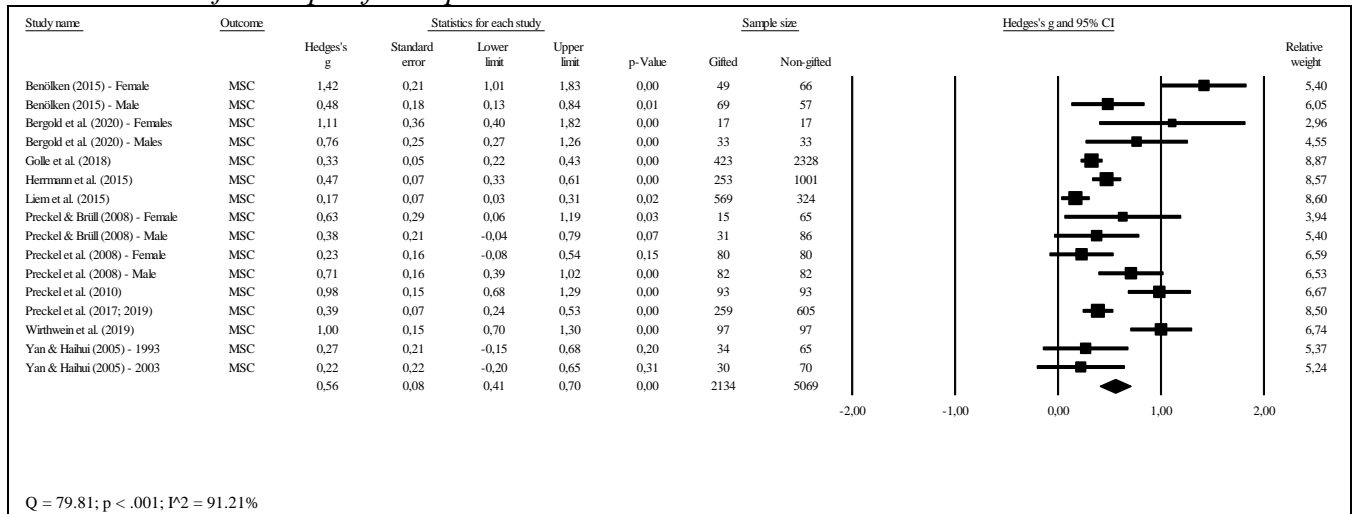 Study name Outcome Statistics for each study Sample size Hedges's g and 95% CI
Hedges's Standard Lower Upper Relative
g error limit limit p-Value Gifted Non-gifted weight
Benölken (2015) - Female MSC 1,42 0,21 1,01 1,83 0,00 49 66 5,40
Benölken (2015) - Male MSC 0,48 0,18 0,13 0,84 0,01 69 57 6,05
Bergold et al. (2020) - Females MSC 1,11 0,36 0,40 1,82 0,00 17 17 2,96
Bergold et al. (2020) - Males MSC 0,76 0,25 0,27 1,26 0,00 33 33 4,55
Golle et al. (2018) MSC 0,33 0,05 0,22 0,43 0,00 423 2328 8,87
Herrmann et al. (2015) MSC 0,47 0,07 0,33 0,61 0,00 253 1001 8,57
Liem et al. (2015) MSC 0,17 0,07 0,03 0,31 0,02 569 324 8,60
Preckel & Brüll (2008) - Female MSC 0,63 0,29 0,06 1,19 0,03 15 65 3,94
Preckel & Brüll (2008) - Male MSC 0,38 0,21 -0,04 0,79 0,07 31 86 5,40
Preckel et al. (2008) - Female MSC 0,23 0,16 -0,08 0,54 0,15 80 80 6,59
Preckel et al. (2008) - Male MSC 0,71 0,16 0,39 1,02 0,00 82 82 6,53
Preckel et al. (2010) MSC 0,98 0,15 0,68 1,29 0,00 93 93 6,67
Preckel et al. (2017; 2019) MSC 0,39 0,07 0,24 0,53 0,00 259 605 8,50
Wirthwein et al. (2019) MSC 1,00 0,15 0,70 1,30 0,00 97 97 6,74
Yan & Haihui (2005) - 1993 MSC 0,27 0,21 -0,15 0,68 0,20 34 65 5,37
Yan & Haihui (2005) - 2003 MSC 0,22 0,22 -0,20 0,65 0,31 30 70 5,24
0,56 0,08 0,41 0,70 0,00 2134 5069
-2,00 -1,00 0,00 1,00 2,00
Q = 79.81; p < .001; I^2 = 91.21%